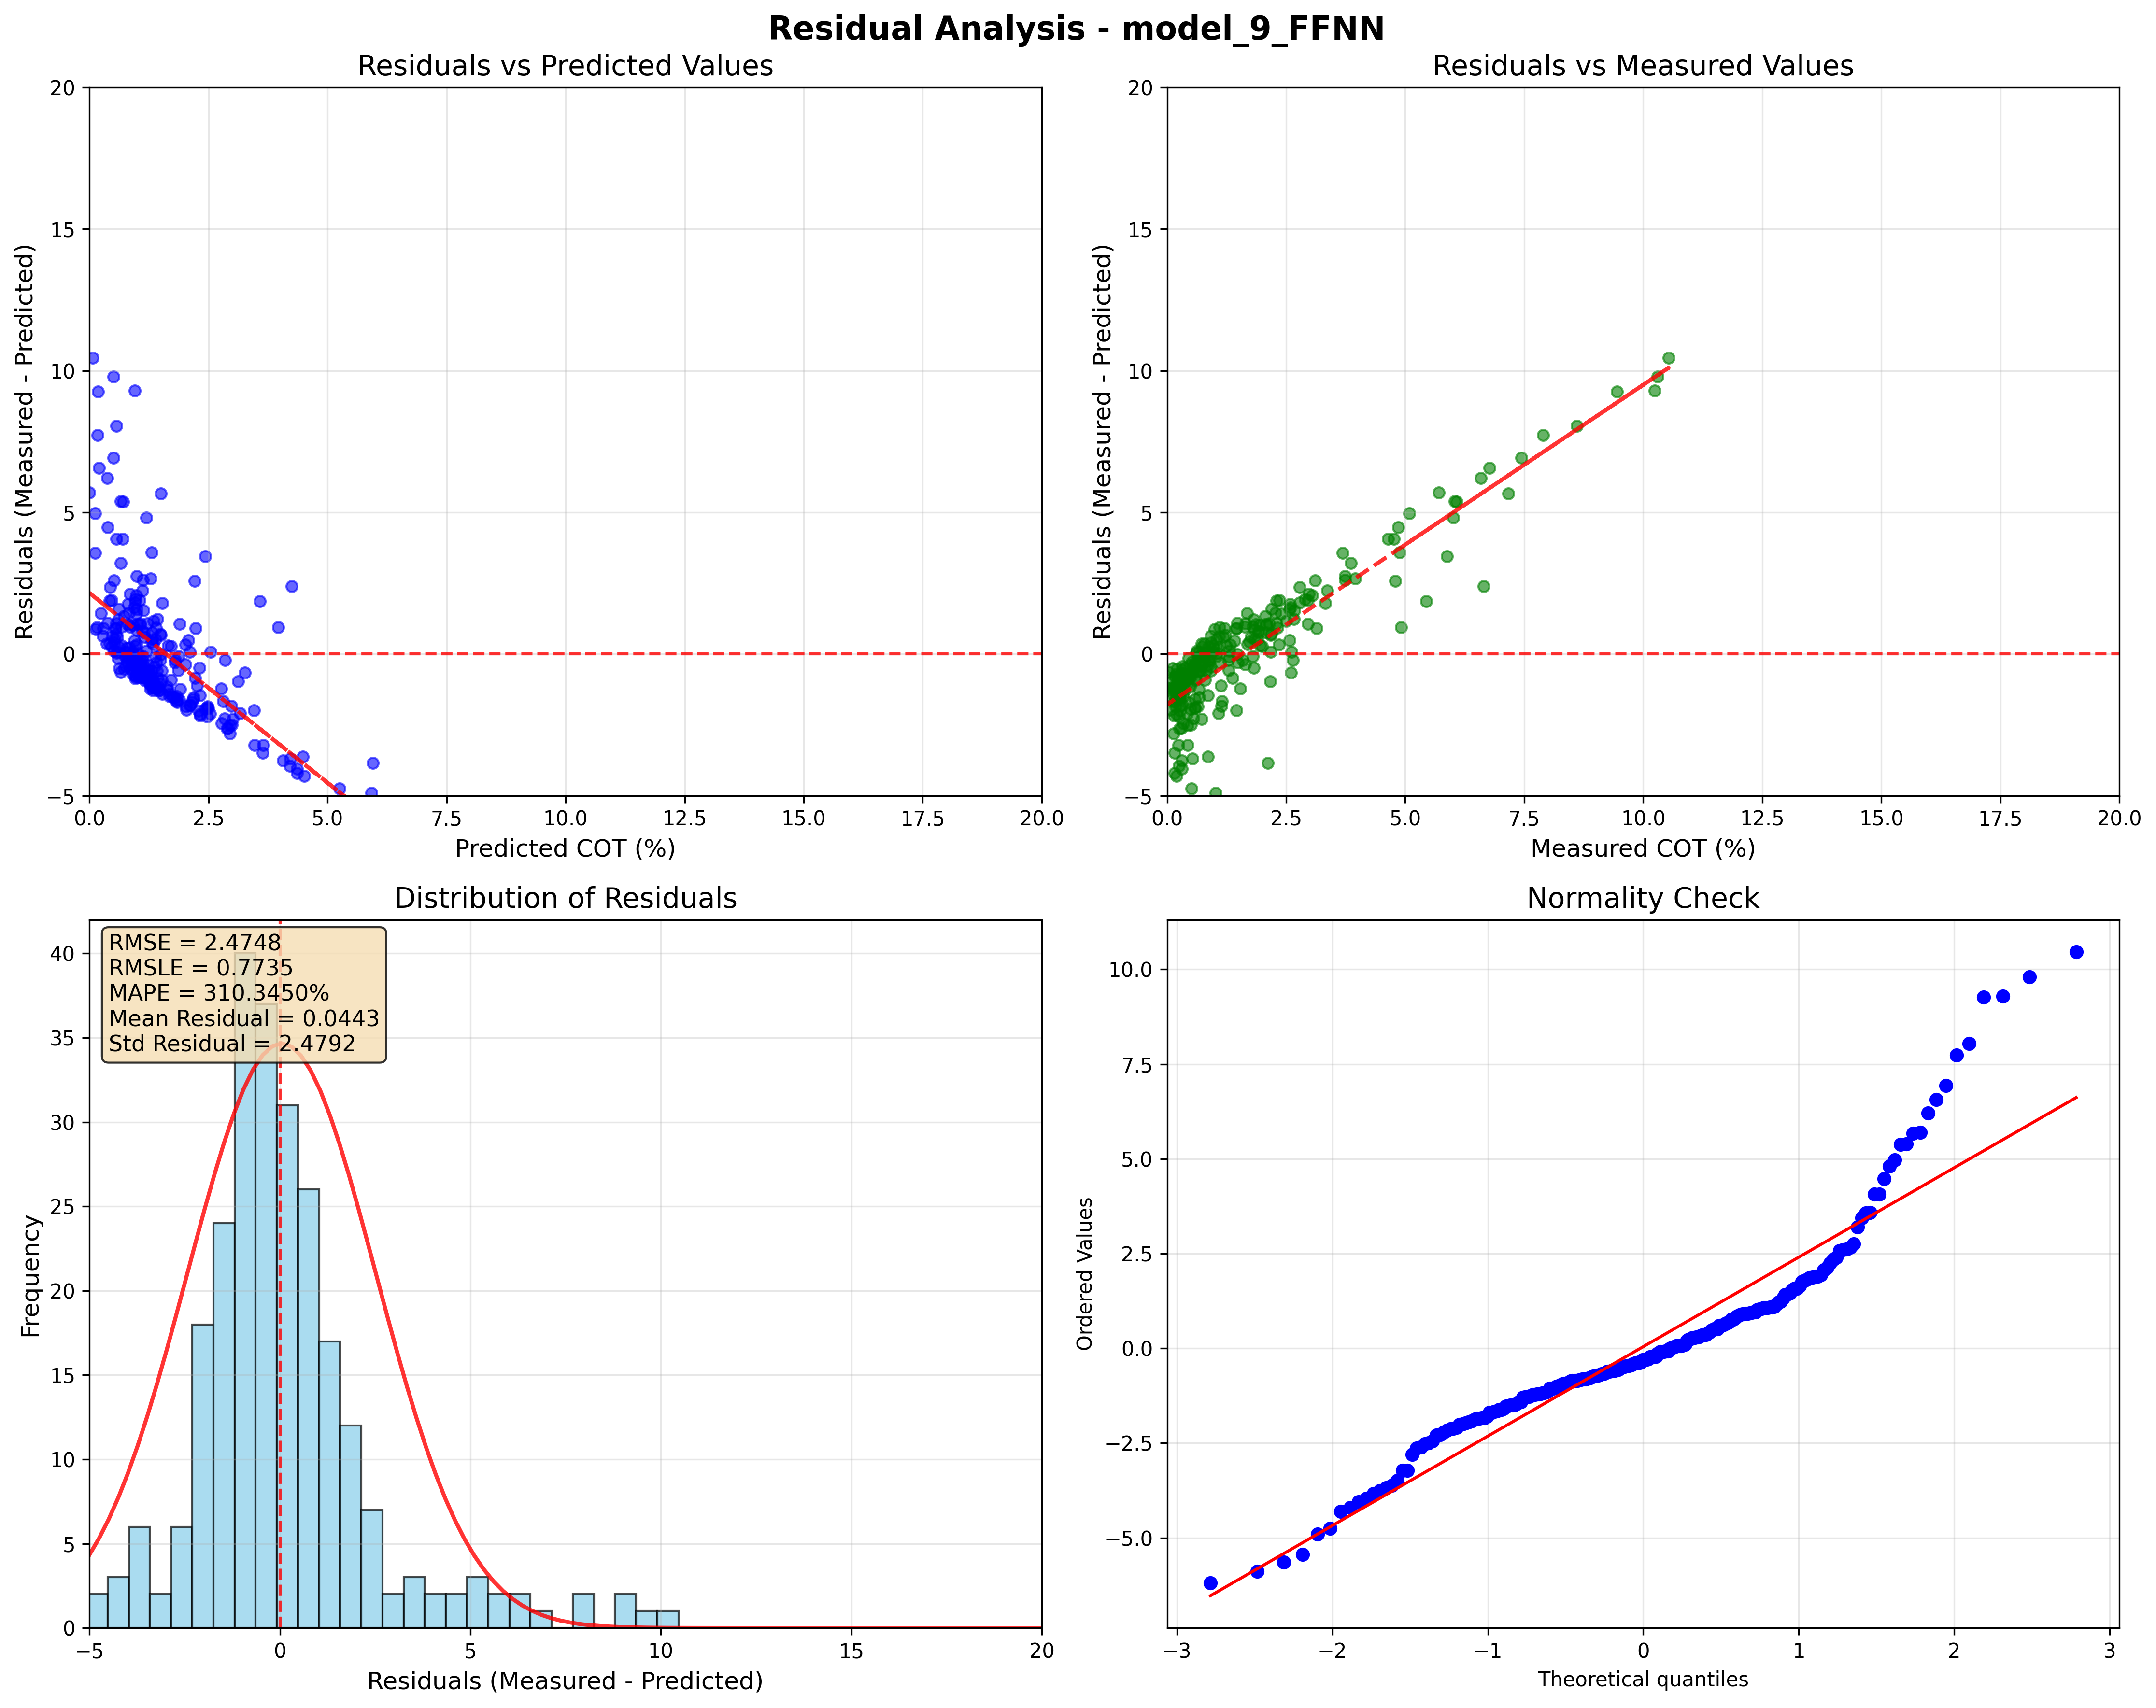 Residual Analysis - model_9_FFNN
Residuals vs Predicted Values
20
15
10
5
0
−5
0.0 2.5 5.0 7.5 10.0 12.5 15.0 17.5 20.0
Residuals (Measured - Predicted)
Predicted COT (%)
Residuals vs Measured Values
20
15
10
5
0
−5
0.0 2.5 5.0 7.5 10.0 12.5 15.0 17.5 20.0
Residuals (Measured - Predicted)
Measured COT (%)
Distribution of Residuals
RMSE = 2.4748
RMSLE = 0.7735
MAPE = 310.3450%
Mean Residual = 0.0443
Std Residual = 2.4792
40
35
30
25
20
15
10
5
0
−5 0 5 10 15 20
Frequency
Residuals (Measured - Predicted)
Normality Check
10.0
7.5
5.0
2.5
0.0
−2.5
−5.0
−3 −2 −1 0 1 2 3
Ordered Values
Theoretical quantiles